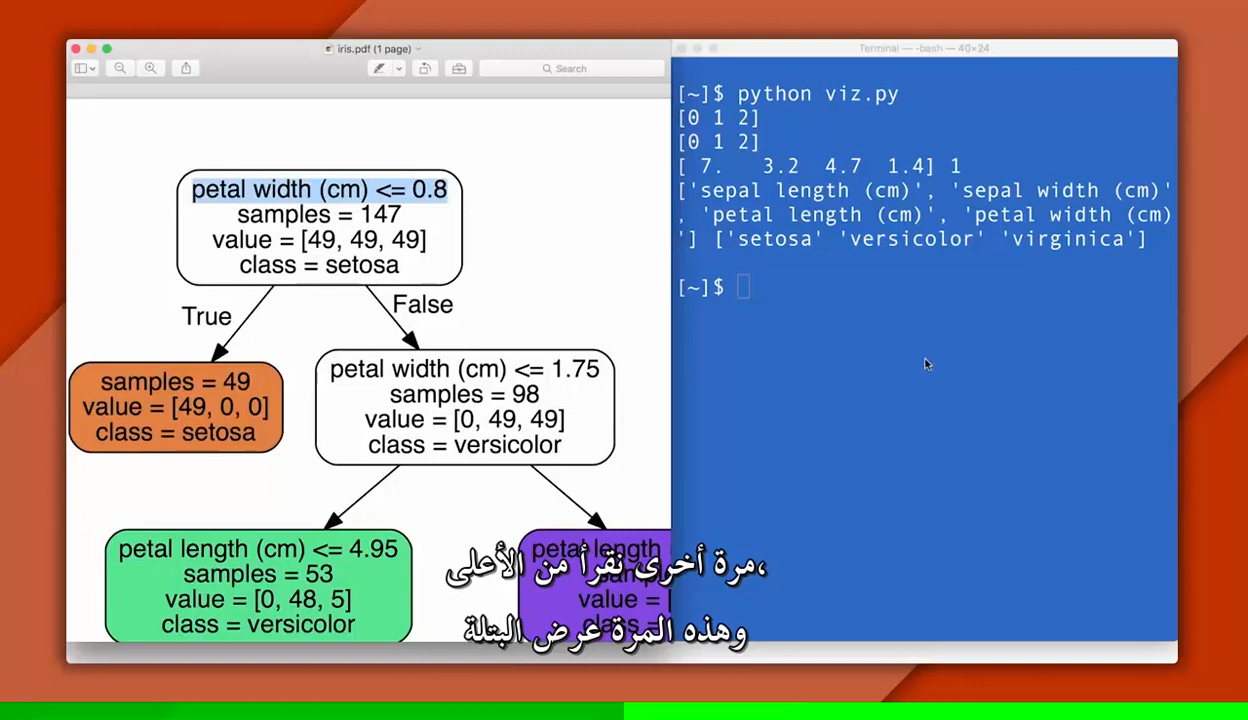 iris.pdf (1 page)
Search
petal width (cm) <= 0.8
samples = 147
value = [49, 49, 49]
class = setosa
True
False
samples = 49
value = [49, 0, 0]
class = setosa
petal width (cm) <= 1.75
samples = 98
value = [0, 49, 49]
class = versicolor
petal length (cm) <= 4.95
samples = 53
value = [0, 48, 5]
class = versicolor
petal length
value = [
Terminal — -bash — 40×24
[~]$ python viz.py
[0 1 2]
[0 1 2]
[ 7. 3.2 4.7 1.4] 1
['sepal length (cm)', 'sepal width (cm)'
, 'petal length (cm)', 'petal width (cm)
'] ['setosa' 'versicolor' 'virginica']
[~]$
مرة أخرى نقرأ من الأعلى،
وهذه المرة عرض البتلة